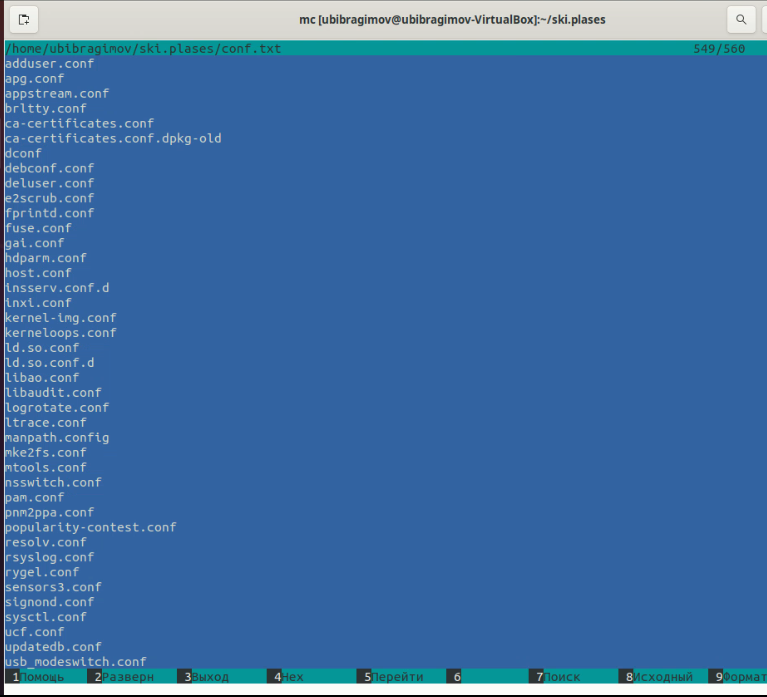 mc [ubibragimov@ubibragimov-VirtualBox]:~/ski.plases
/home/ubibragimov/ski.plases/conf.txt 549/560
adduser.conf
apg.conf
appstream.conf
brltty.conf
ca-certificates.conf
ca-certificates.conf.dpkg-old
dconf
debconf.conf
deluser.conf
e2scrub.conf
fprintd.conf
fuse.conf
gai.conf
hdparm.conf
host.conf
insserv.conf.d
inxi.conf
kernel-img.conf
kerneloops.conf
ld.so.conf
ld.so.conf.d
libao.conf
libaudit.conf
logrotate.conf
ltrace.conf
manpath.config
mke2fs.conf
mtools.conf
nsswitch.conf
pam.conf
pnm2ppa.conf
popularity-contest.conf
resolv.conf
rsyslog.conf
rygel.conf
sensors3.conf
signond.conf
sysctl.conf
ucf.conf
updatedb.conf
usb_modeswitch.conf
1Помощь 2Разверн 3Выход 4Hex 5Перейти 6 7Поиск 8Исходный 9Формат